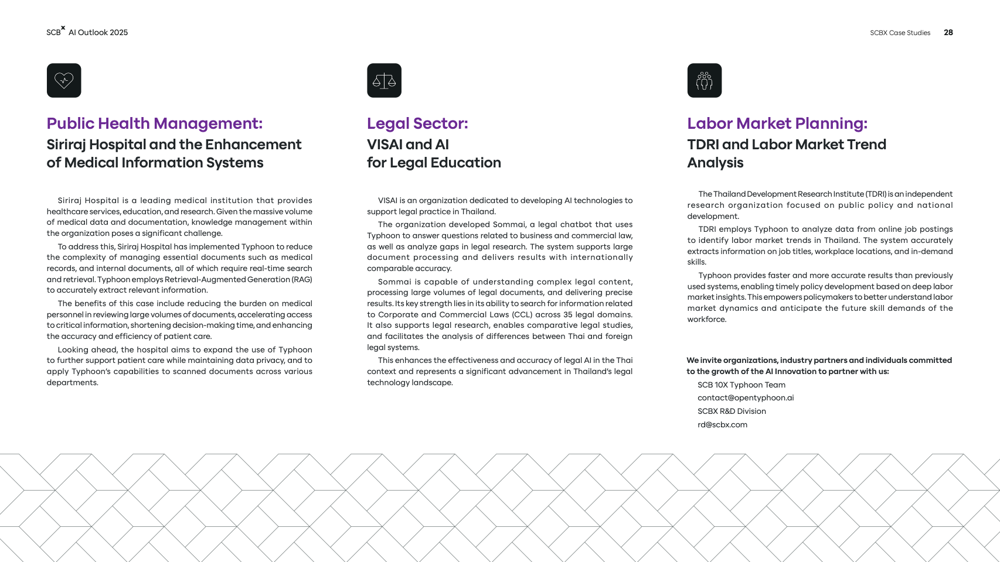 SCBx AI Outlook 2025
SCBX Case Studies 28
Public Health Management:
Siriraj Hospital and the Enhancement
of Medical Information Systems
Siriraj Hospital is a leading medical institution that provides
healthcare services, education, and research. Given the massive volume
of medical data and documentation, knowledge management within
the organization poses a significant challenge.
To address this, Siriraj Hospital has implemented Typhoon to reduce
the complexity of managing essential documents such as medical
records, and internal documents, all of which require real-time search
and retrieval. Typhoon employs Retrieval-Augmented Generation (RAG)
to accurately extract relevant information.
The benefits of this case include reducing the burden on medical
personnel in reviewing large volumes of documents, accelerating access
to critical information, shortening decision-making time, and enhancing
the accuracy and efficiency of patient care.
Looking ahead, the hospital aims to expand the use of Typhoon
to further support patient care while maintaining data privacy, and to
apply Typhoon's capabilities to scanned documents across various
departments.
Legal Sector:
VISAI and AI
for Legal Education
VISAI is an organization dedicated to developing AI technologies to
support legal practice in Thailand.
The organization developed Sommai, a legal chatbot that uses
Typhoon to answer questions related to business and commercial law,
as well as analyze gaps in legal research. The system supports large
document processing and delivers results with internationally
comparable accuracy.
Sommai is capable of understanding complex legal content,
processing large volumes of legal documents, and delivering precise
results. Its key strength lies in its ability to search for information related
to Corporate and Commercial Laws (CCL) across 35 legal domains.
It also supports legal research, enables comparative legal studies,
and facilitates the analysis of differences between Thai and foreign
legal systems.
This enhances the effectiveness and accuracy of legal AI in the Thai
context and represents a significant advancement in Thailand's legal
technology landscape.
Labor Market Planning:
TDRI and Labor Market Trend
Analysis
The Thailand Development Research Institute (TDRI) is an independent
research organization focused on public policy and national
development.
TDRI employs Typhoon to analyze data from online job postings
to identify labor market trends in Thailand. The system accurately
extracts information on job titles, workplace locations, and in-demand
skills.
Typhoon provides faster and more accurate results than previously
used systems, enabling timely policy development based on deep labor
market insights. This empowers policymakers to better understand labor
market dynamics and anticipate the future skill demands of the
workforce.
We invite organizations, industry partners and individuals committed
to the growth of the AI Innovation to partner with us:
SCB 10X Typhoon Team
contact@opentyphoon.ai
SCBX R&D Division
rd@scbx.com